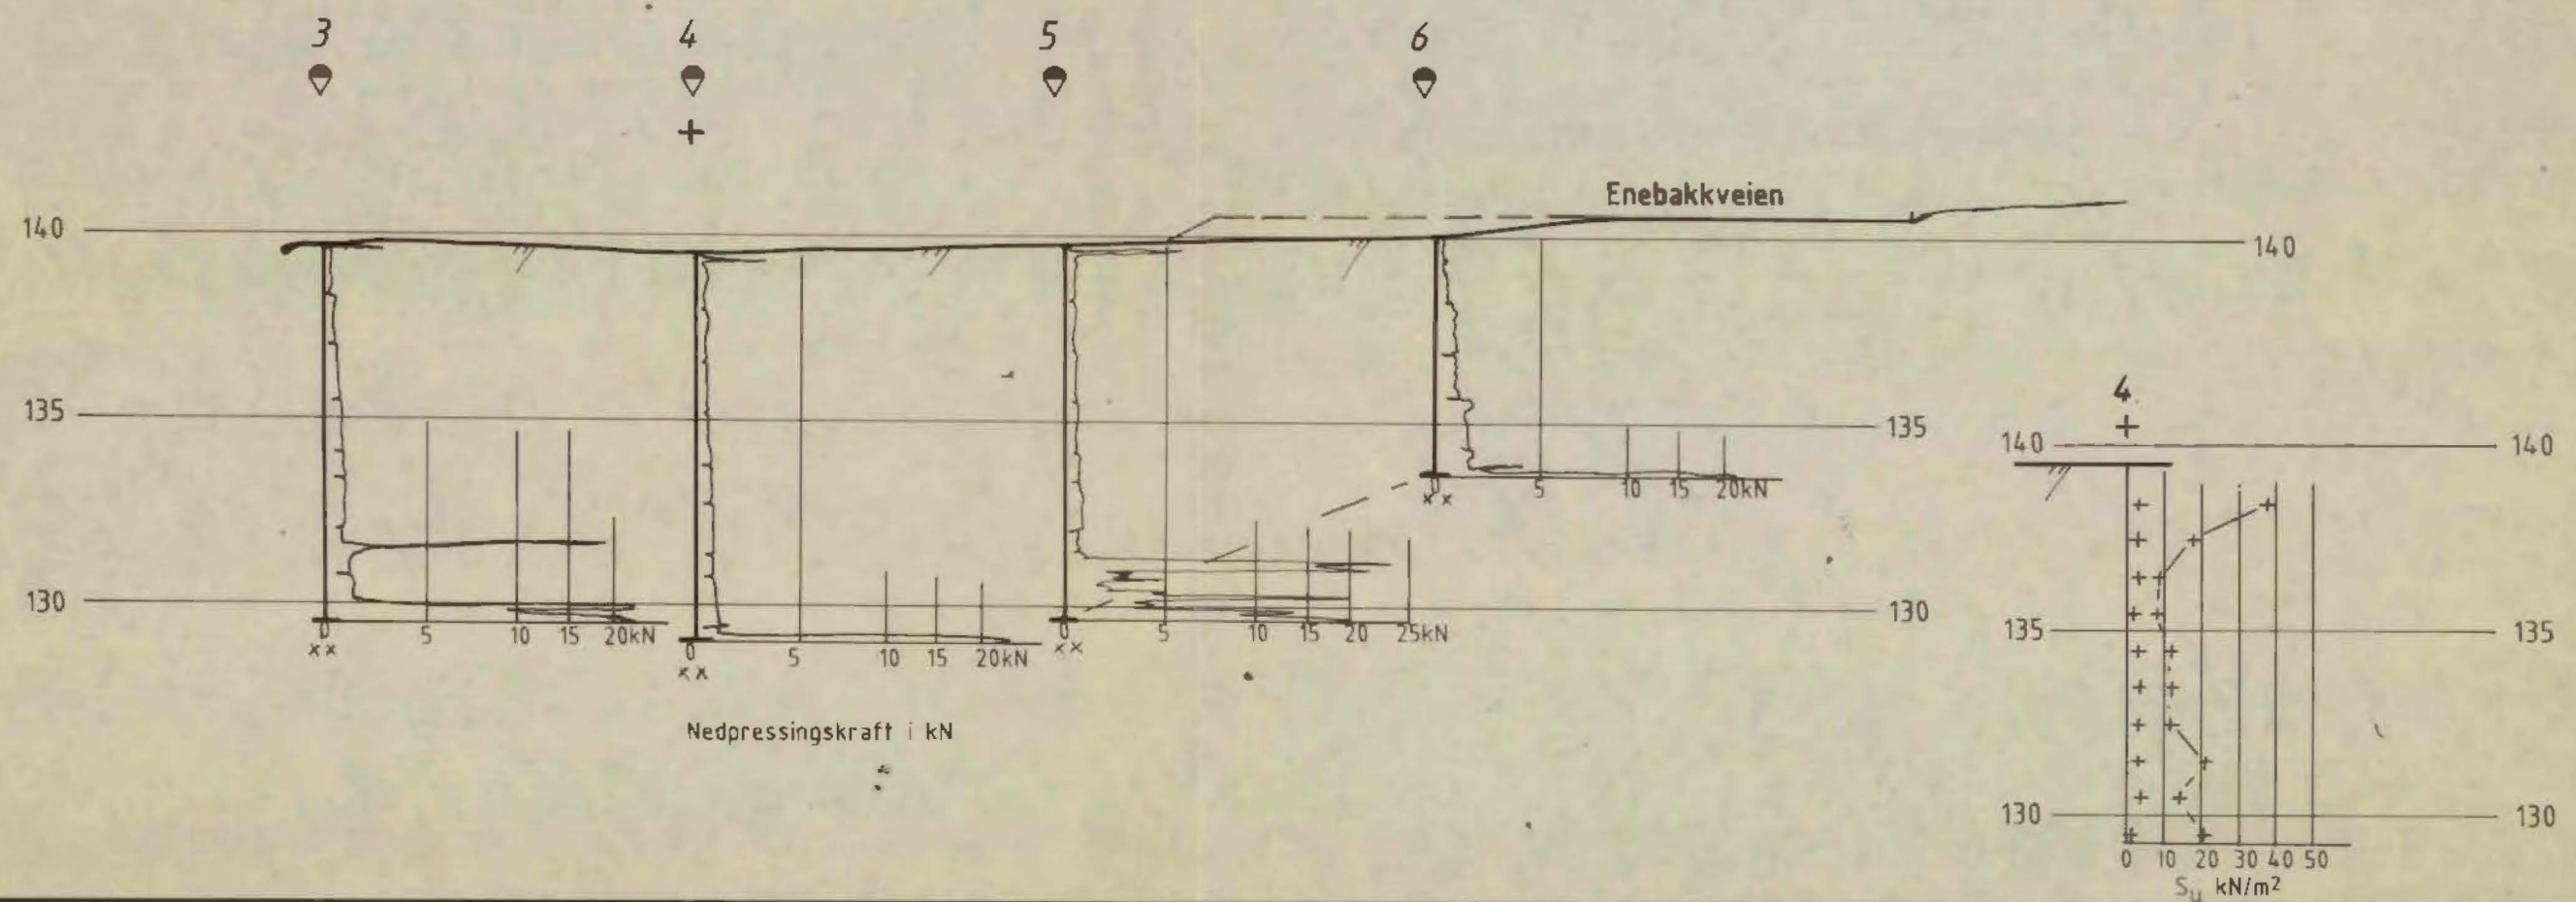 3 4 5 6
+
Enebakkveien
140 140
135 135
4
+
140 140
0 5 10 15 20kN
x x
130 130
0 5 10 15 20kN
x x
0 5 10 15 20kN
x x
0 5 10 15 20 25kN
x x
135 135
Nedpressingskraft i kN
130 130
0 10 20 30 40 50
Su kN/m²